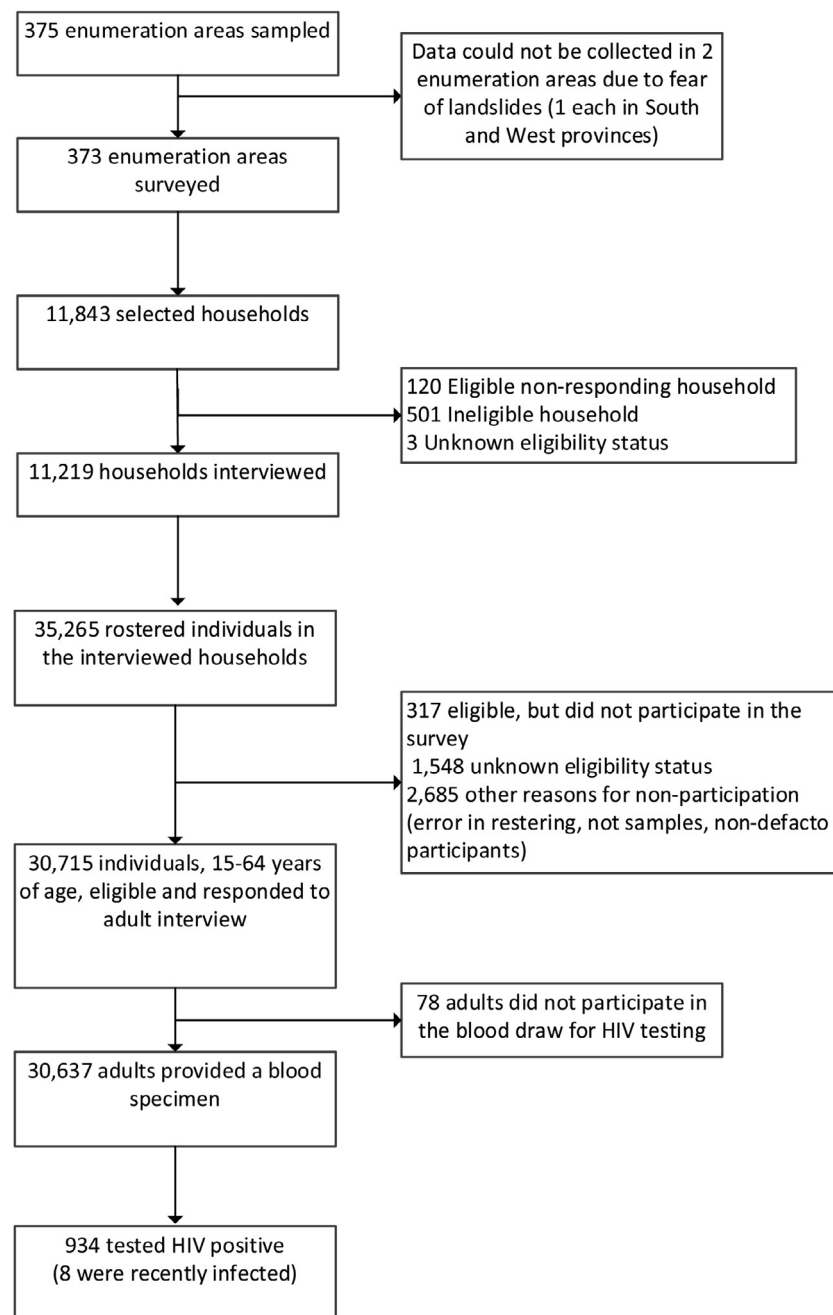 375 enumeration areas sampled
Data could not be collected in 2
enumeration areas due to fear
of landslides (1 each in South
and West provinces)
373 enumeration areas
surveyed
11,843 selected households
120 Eligible non-responding household
501 Ineligible household
3 Unknown eligibility status
11,219 households interviewed
35,265 rostered individuals in
the interviewed households
317 eligible, but did not participate in the
survey
1,548 unknown eligibility status
2,685 other reasons for non-participation
(error in restering, not samples, non-defacto
participants)
30,715 individuals, 15-64 years
of age, eligible and responded to
adult interview
78 adults did not participate in
the blood draw for HIV testing
30,637 adults provided a blood
specimen
934 tested HIV positive
(8 were recently infected)